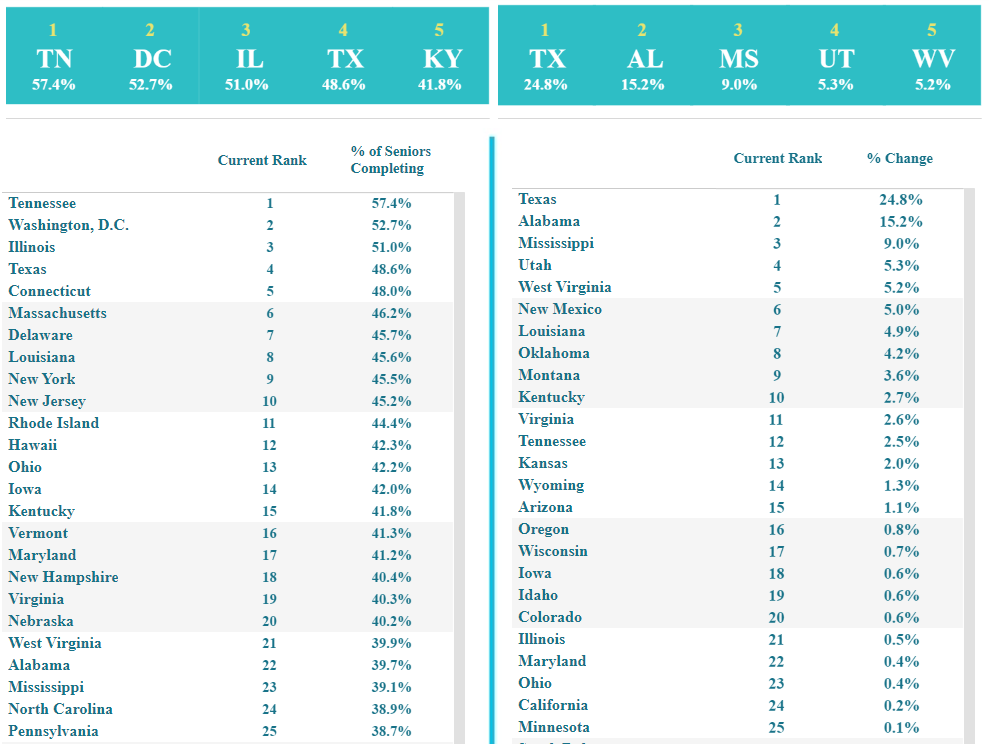 1 2 3 4 5
TN DC IL TX KY
57.4% 52.7% 51.0% 48.6% 41.8%
Current Rank % of Seniors Completing
Tennessee 1 57.4%
Washington, D.C. 2 52.7%
Illinois 3 51.0%
Texas 4 48.6%
Connecticut 5 48.0%
Massachusetts 6 46.2%
Delaware 7 45.7%
Louisiana 8 45.6%
New York 9 45.5%
New Jersey 10 45.2%
Rhode Island 11 44.4%
Hawaii 12 42.3%
Ohio 13 42.2%
Iowa 14 42.0%
Kentucky 15 41.8%
Vermont 16 41.3%
Maryland 17 41.2%
New Hampshire 18 40.4%
Virginia 19 40.3%
Nebraska 20 40.2%
West Virginia 21 39.9%
Alabama 22 39.7%
Mississippi 23 39.1%
North Carolina 24 38.9%
Pennsylvania 25 38.7%
1 2 3 4 5
TX AL MS UT WV
24.8% 15.2% 9.0% 5.3% 5.2%
Current Rank % Change
Texas 1 24.8%
Alabama 2 15.2%
Mississippi 3 9.0%
Utah 4 5.3%
West Virginia 5 5.2%
New Mexico 6 5.0%
Louisiana 7 4.9%
Oklahoma 8 4.2%
Montana 9 3.6%
Kentucky 10 2.7%
Virginia 11 2.6%
Tennessee 12 2.5%
Kansas 13 2.0%
Wyoming 14 1.3%
Arizona 15 1.1%
Oregon 16 0.8%
Wisconsin 17 0.7%
Iowa 18 0.6%
Idaho 19 0.6%
Colorado 20 0.6%
Illinois 21 0.5%
Maryland 22 0.4%
Ohio 23 0.4%
California 24 0.2%
Minnesota 25 0.1%